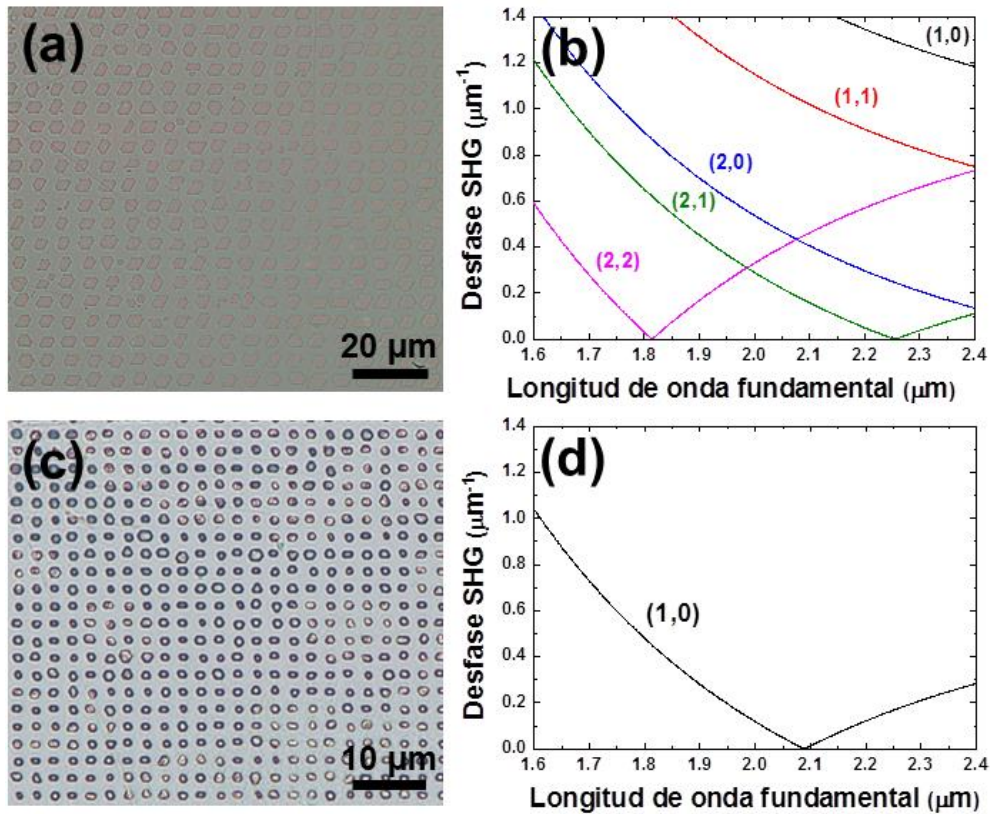 (a)
20 µm
(b)
Desfase SHG (µm⁻¹)
1.4
1.2
1.0
0.8
0.6
0.4
0.2
0.0
(1,0)
(1,1)
(2,0)
(2,1)
(2,2)
1.6 1.7 1.8 1.9 2.0 2.1 2.2 2.3 2.4
Longitud de onda fundamental (µm)
(c)
10 µm
(d)
Desfase SHG (µm⁻¹)
1.4
1.2
1.0
0.8
0.6
0.4
0.2
0.0
(1,0)
1.6 1.7 1.8 1.9 2.0 2.1 2.2 2.3 2.4
Longitud de onda fundamental (µm)